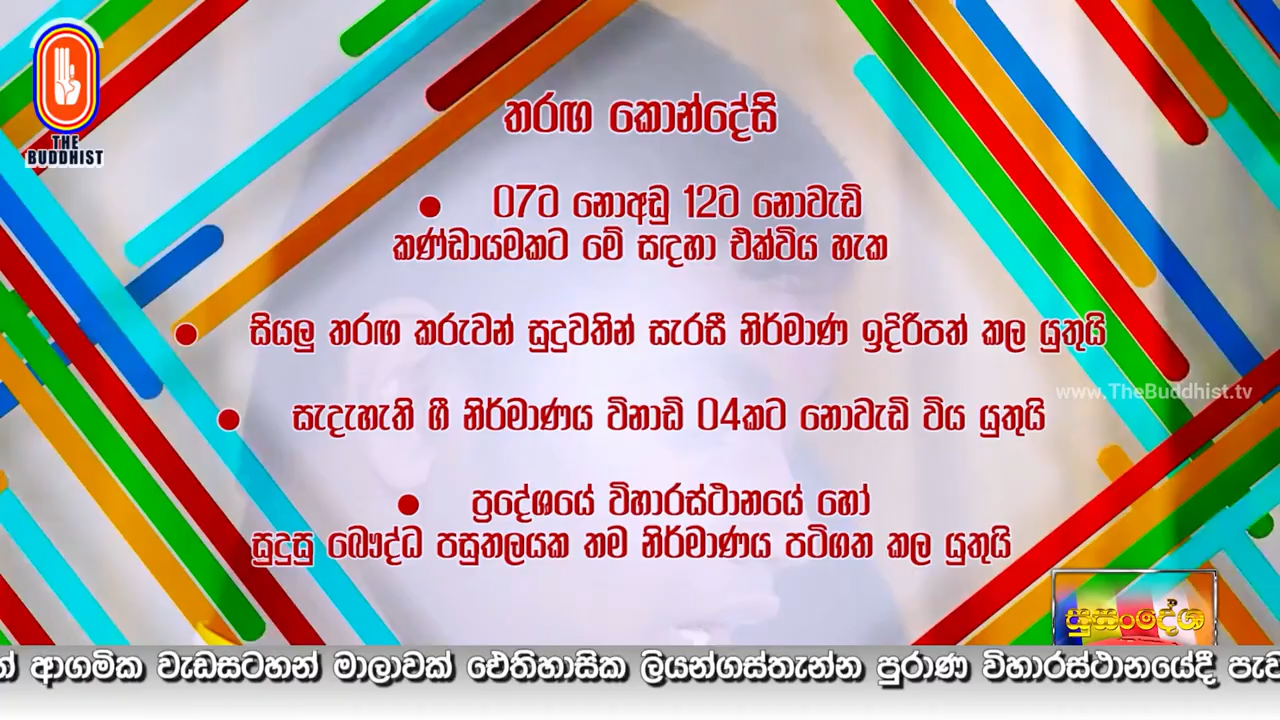 THE
BUDDHIST
තරඟ කොන්දේසි
● 07ට නොඅඩු 12ට නොවැඩි
කණ්ඩායමකට මේ සඳහා එක්විය හැක
● සියලු තරඟ කරුවන් සුදුවතින් සැරසී නිර්මාණ ඉදිරිපත් කල යුතුයි
www.TheBuddhist.tv
● සැදැහැති ගී නිර්මාණය විනාඩි 04කට නොවැඩි විය යුතුයි
● ප්‍රදේශයේ විහාරස්ථානයේ හෝ
සුදුසු බෞද්ධ පසුතලයක තම නිර්මාණය පටිගත කල යුතුයි
සුසංදේශ
ආගමික වැඩසටහන් මාලාවක් ඓතිහාසික ලියන්ගස්තැන්න පුරාණ විහාරස්ථානයේදී